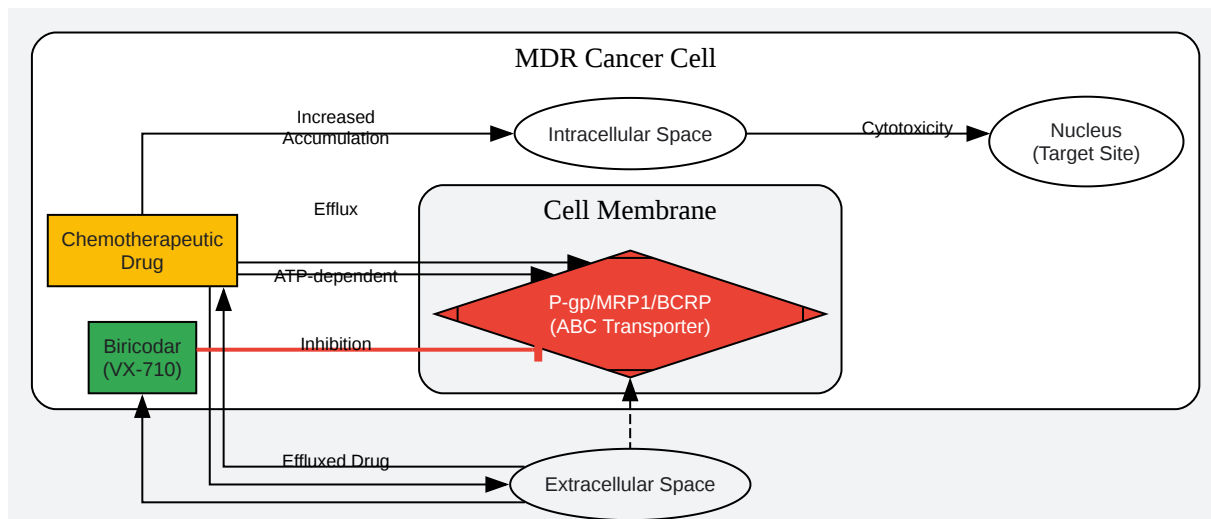 MDR Cancer Cell
Increased
Accumulation
Intracellular Space
Cytotoxicity
Nucleus
(Target Site)
Efflux
Cell Membrane
Chemotherapeutic
Drug
ATP-dependent
P-gp/MRP1/BCRP
(ABC Transporter)
Biricodar
(VX-710)
Inhibition
Effluxed Drug
Extracellular Space